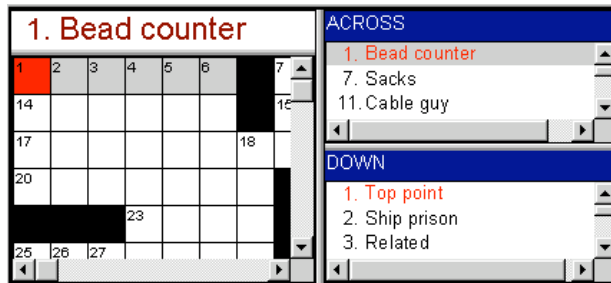 1. Bead counter
1 2 3 4 5 6 7
14 15
17 18
20
23
25 26 27
ACROSS
1. Bead counter
7. Sacks
11. Cable guy
DOWN
1. Top point
2. Ship prison
3. Related